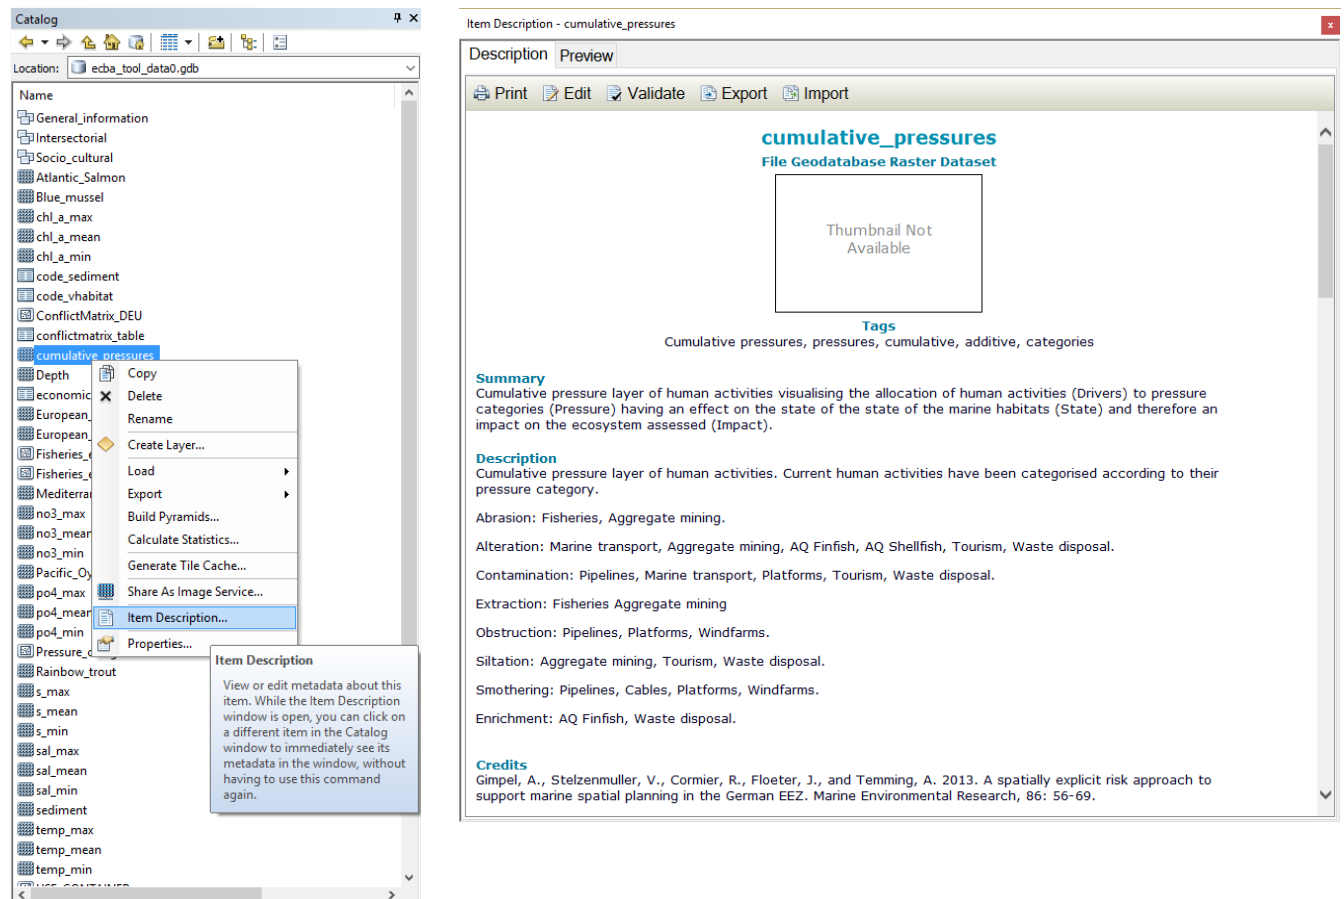 Catalog
Location: ecba_tool_data0.gdb
Name
General_information
Intersectorial
Socio_cultural
Atlantic_Salmon
Blue_mussel
chl_a_max
chl_a_mean
chl_a_min
code_sediment
code_vhabitat
ConflictMatrix_DEU
conflictmatrix_table
cumulative_pressures
Depth
economic
European_
European_
Fisheries_
Fisheries_
Mediterra
no3_max
no3_mean
no3_min
Pacific_Oy
po4_max
po4_mean
po4_min
Pressure_
Rainbow_trout
s_max
s_mean
s_min
sal_max
sal_mean
sal_min
sediment
temp_max
temp_mean
temp_min
Copy
Delete
Rename
Create Layer...
Load
Export
Build Pyramids...
Calculate Statistics...
Generate Tile Cache...
Share As Image Service...
Item Description...
Properties...
Item Description
View or edit metadata about this
item. While the Item Description
window is open, you can click on
a different item in the Catalog
window to immediately see its
metadata in the window, without
having to use this command
again.
Item Description - cumulative_pressures
Description Preview
Print Edit Validate Export Import
cumulative_pressures
File Geodatabase Raster Dataset
Thumbnail Not
Available
Tags
Cumulative pressures, pressures, cumulative, additive, categories
Summary
Cumulative pressure layer of human activities visualising the allocation of human activities (Drivers) to pressure
categories (Pressure) having an effect on the state of the state of the marine habitats (State) and therefore an
impact on the ecosystem assessed (Impact).
Description
Cumulative pressure layer of human activities. Current human activities have been categorised according to their
pressure category.
Abrasion: Fisheries, Aggregate mining.
Alteration: Marine transport, Aggregate mining, AQ Finfish, AQ Shellfish, Tourism, Waste disposal.
Contamination: Pipelines, Marine transport, Platforms, Tourism, Waste disposal.
Extraction: Fisheries Aggregate mining
Obstruction: Pipelines, Platforms, Windfarms.
Siltation: Aggregate mining, Tourism, Waste disposal.
Smothering: Pipelines, Cables, Platforms, Windfarms.
Enrichment: AQ Finfish, Waste disposal.
Credits
Gimpel, A., Stelzenmuller, V., Cormier, R., Floeter, J., and Temming, A. 2013. A spatially explicit risk approach to
support marine spatial planning in the German EEZ. Marine Environmental Research, 86: 56-69.